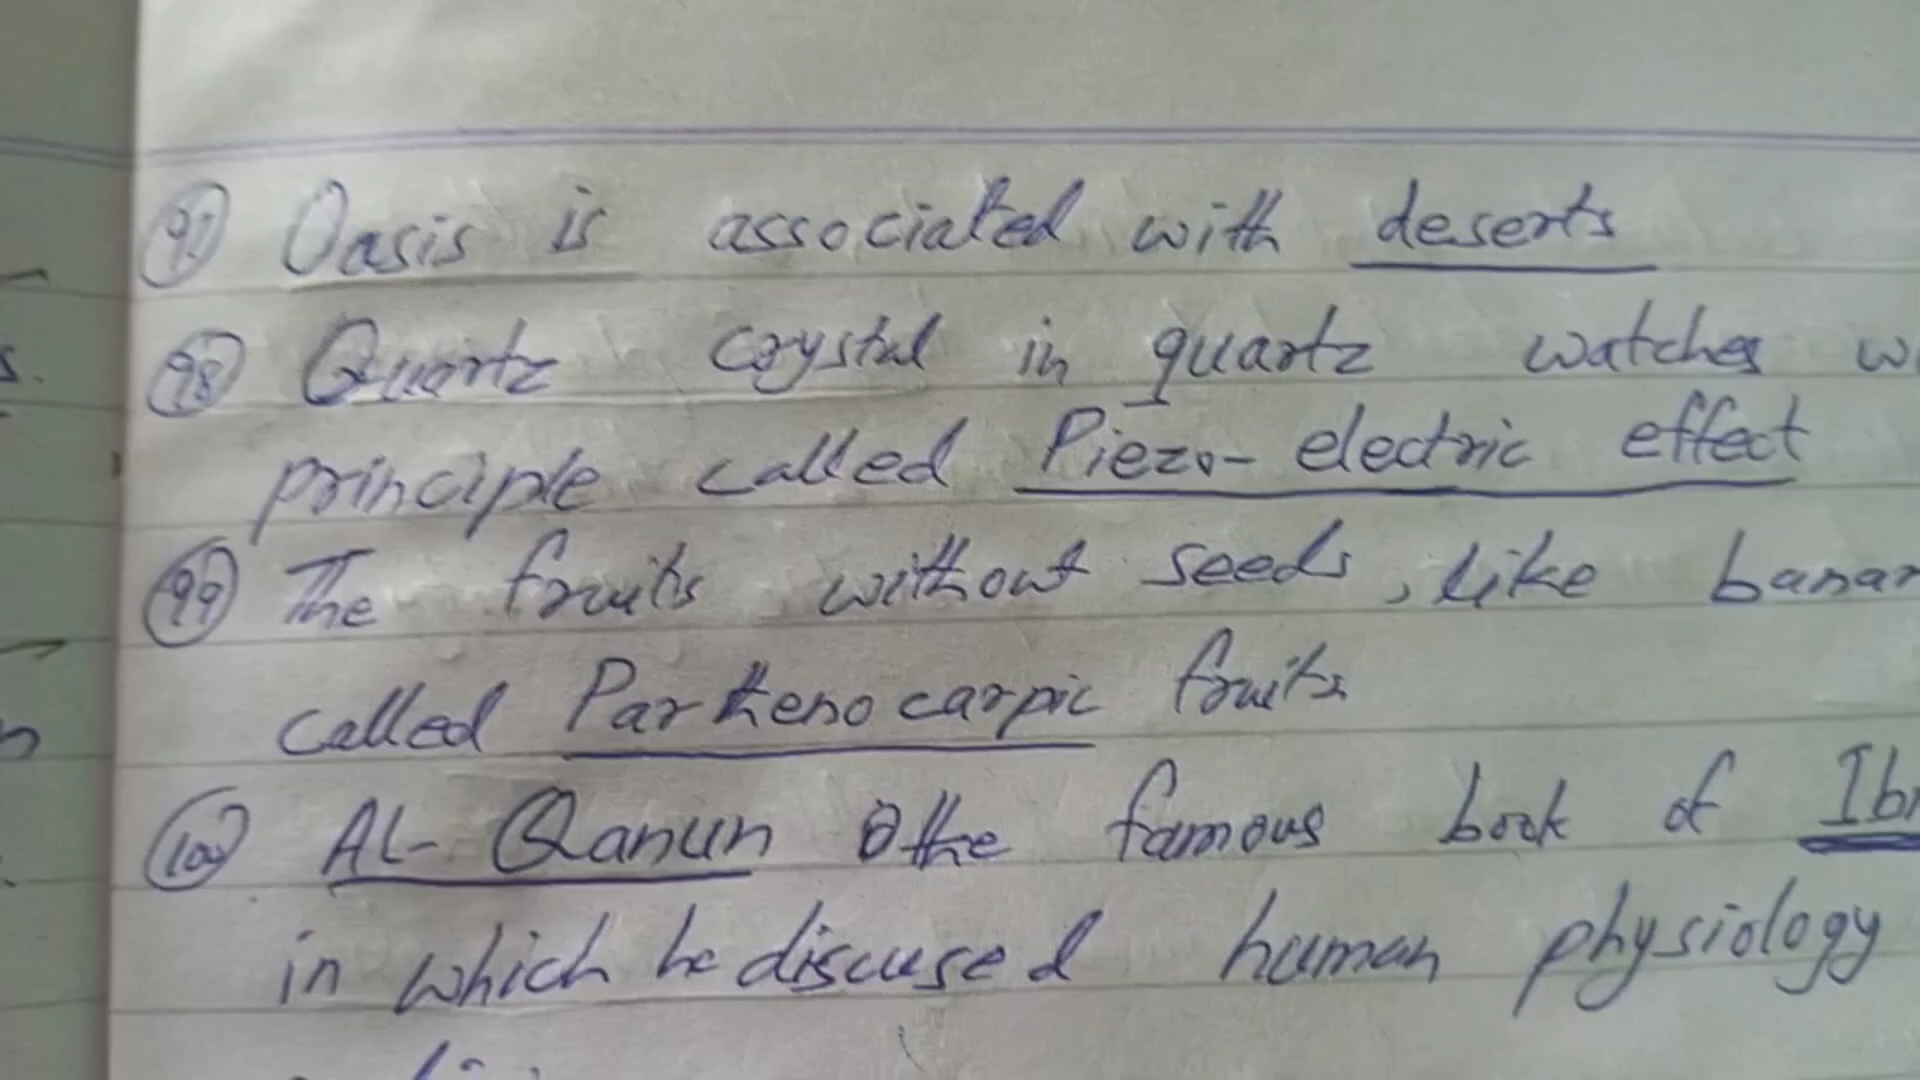 97 Oasis is associated with deserts
98 Quartz crystal in quartz watches
principle called Piezo-electric effect
99 The fruits without seeds, like
called Parthenocarpic fruits
100 AL-Qanun the famous book of
in which he discused human physiology